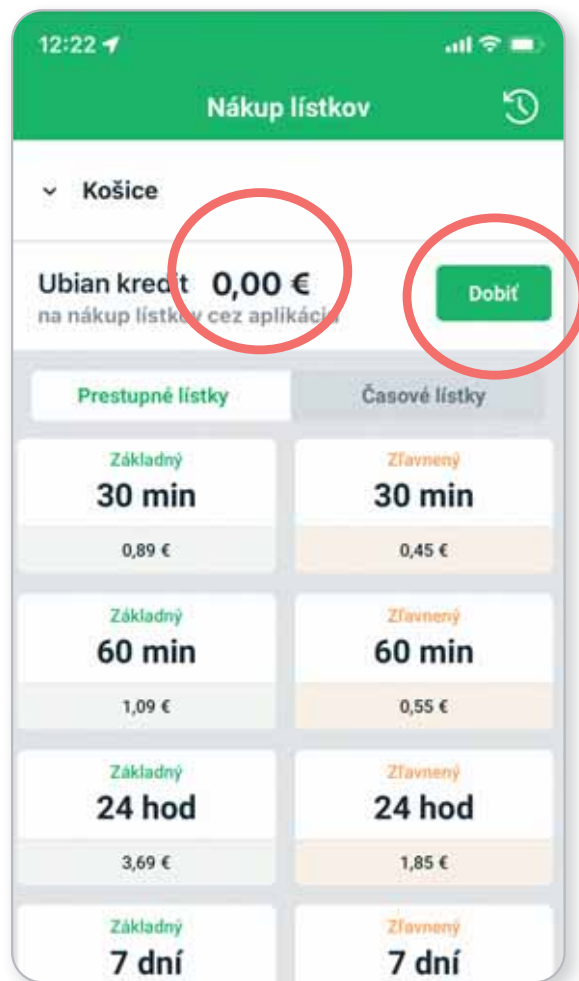 12:22
Nákup lístkov
Košice
Ubian kredit 0,00 €
Dobiť
na nákup lístkov cez aplikáciu
Prestupné lístky Časové lístky
Základný Zľavnený
30 min 30 min
0,89 € 0,45 €
Základný Zľavnený
60 min 60 min
1,09 € 0,55 €
Základný Zľavnený
24 hod 24 hod
3,69 € 1,85 €
Základný Zľavnený
7 dní 7 dní